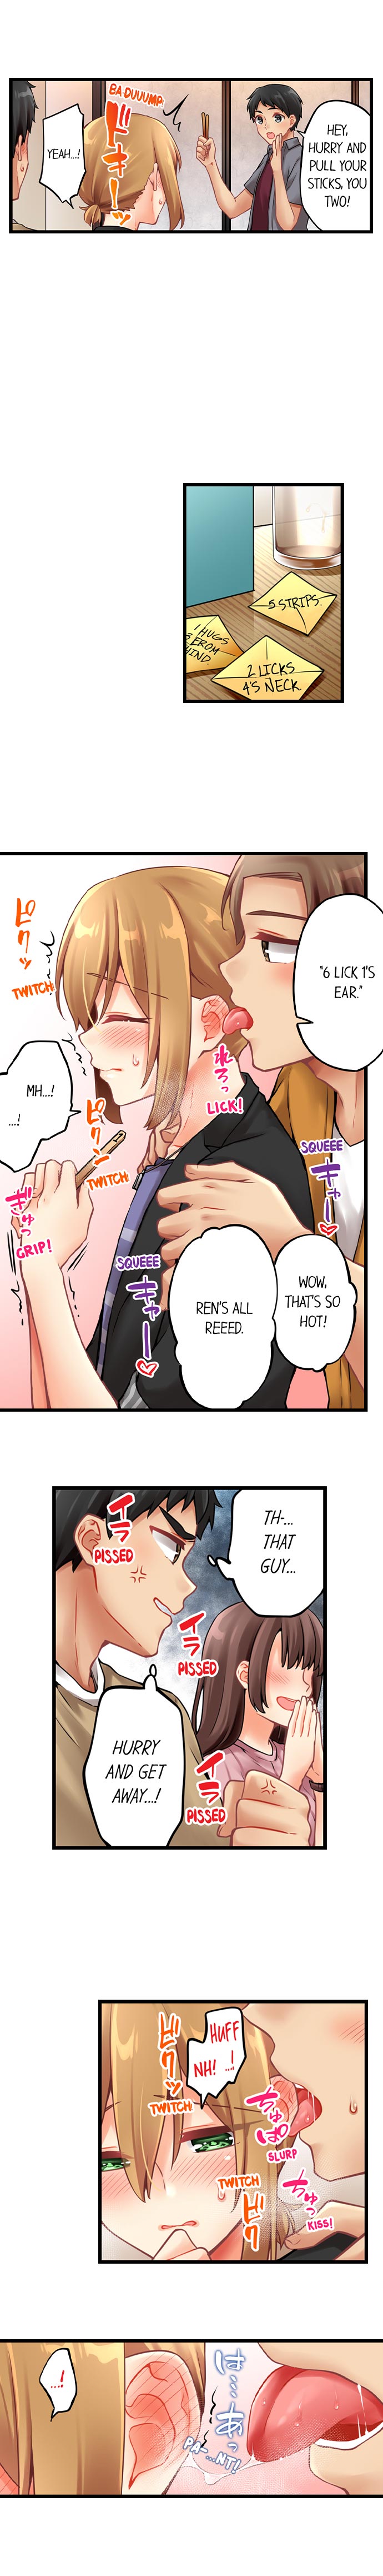 BA-DUUUMP
ドキーッ
HEY,
HURRY AND
PULL YOUR
STICKS, YOU
TWO!
YEAH...!
5 STRIPS.
1 HUGS
3 FROM
HIND.
2 LICKS
4'S NECK
"6 LICK 1'S
EAR."
ピクッ
TWITCH
れろっ
LICK!
MH...!
...!
ピクン
TWITCH
SQUEEE
キャー♡
ぎゅっ
GRIP!
SQUEEE
キャー♡
WOW,
THAT'S SO
HOT!
REN'S ALL
REEED.
TH-...
THAT
GUY...
イラ
PISSED
イラ
PISSED
HURRY
AND GET
AWAY...!
イラ
PISSED
HUFF
NH! ...!
ビクッ
TWITCH
ちゅぱ
SLURP
TWITCH
ビク
ちゅっ
KISS!
...!
は…あっ
PA-...NT!